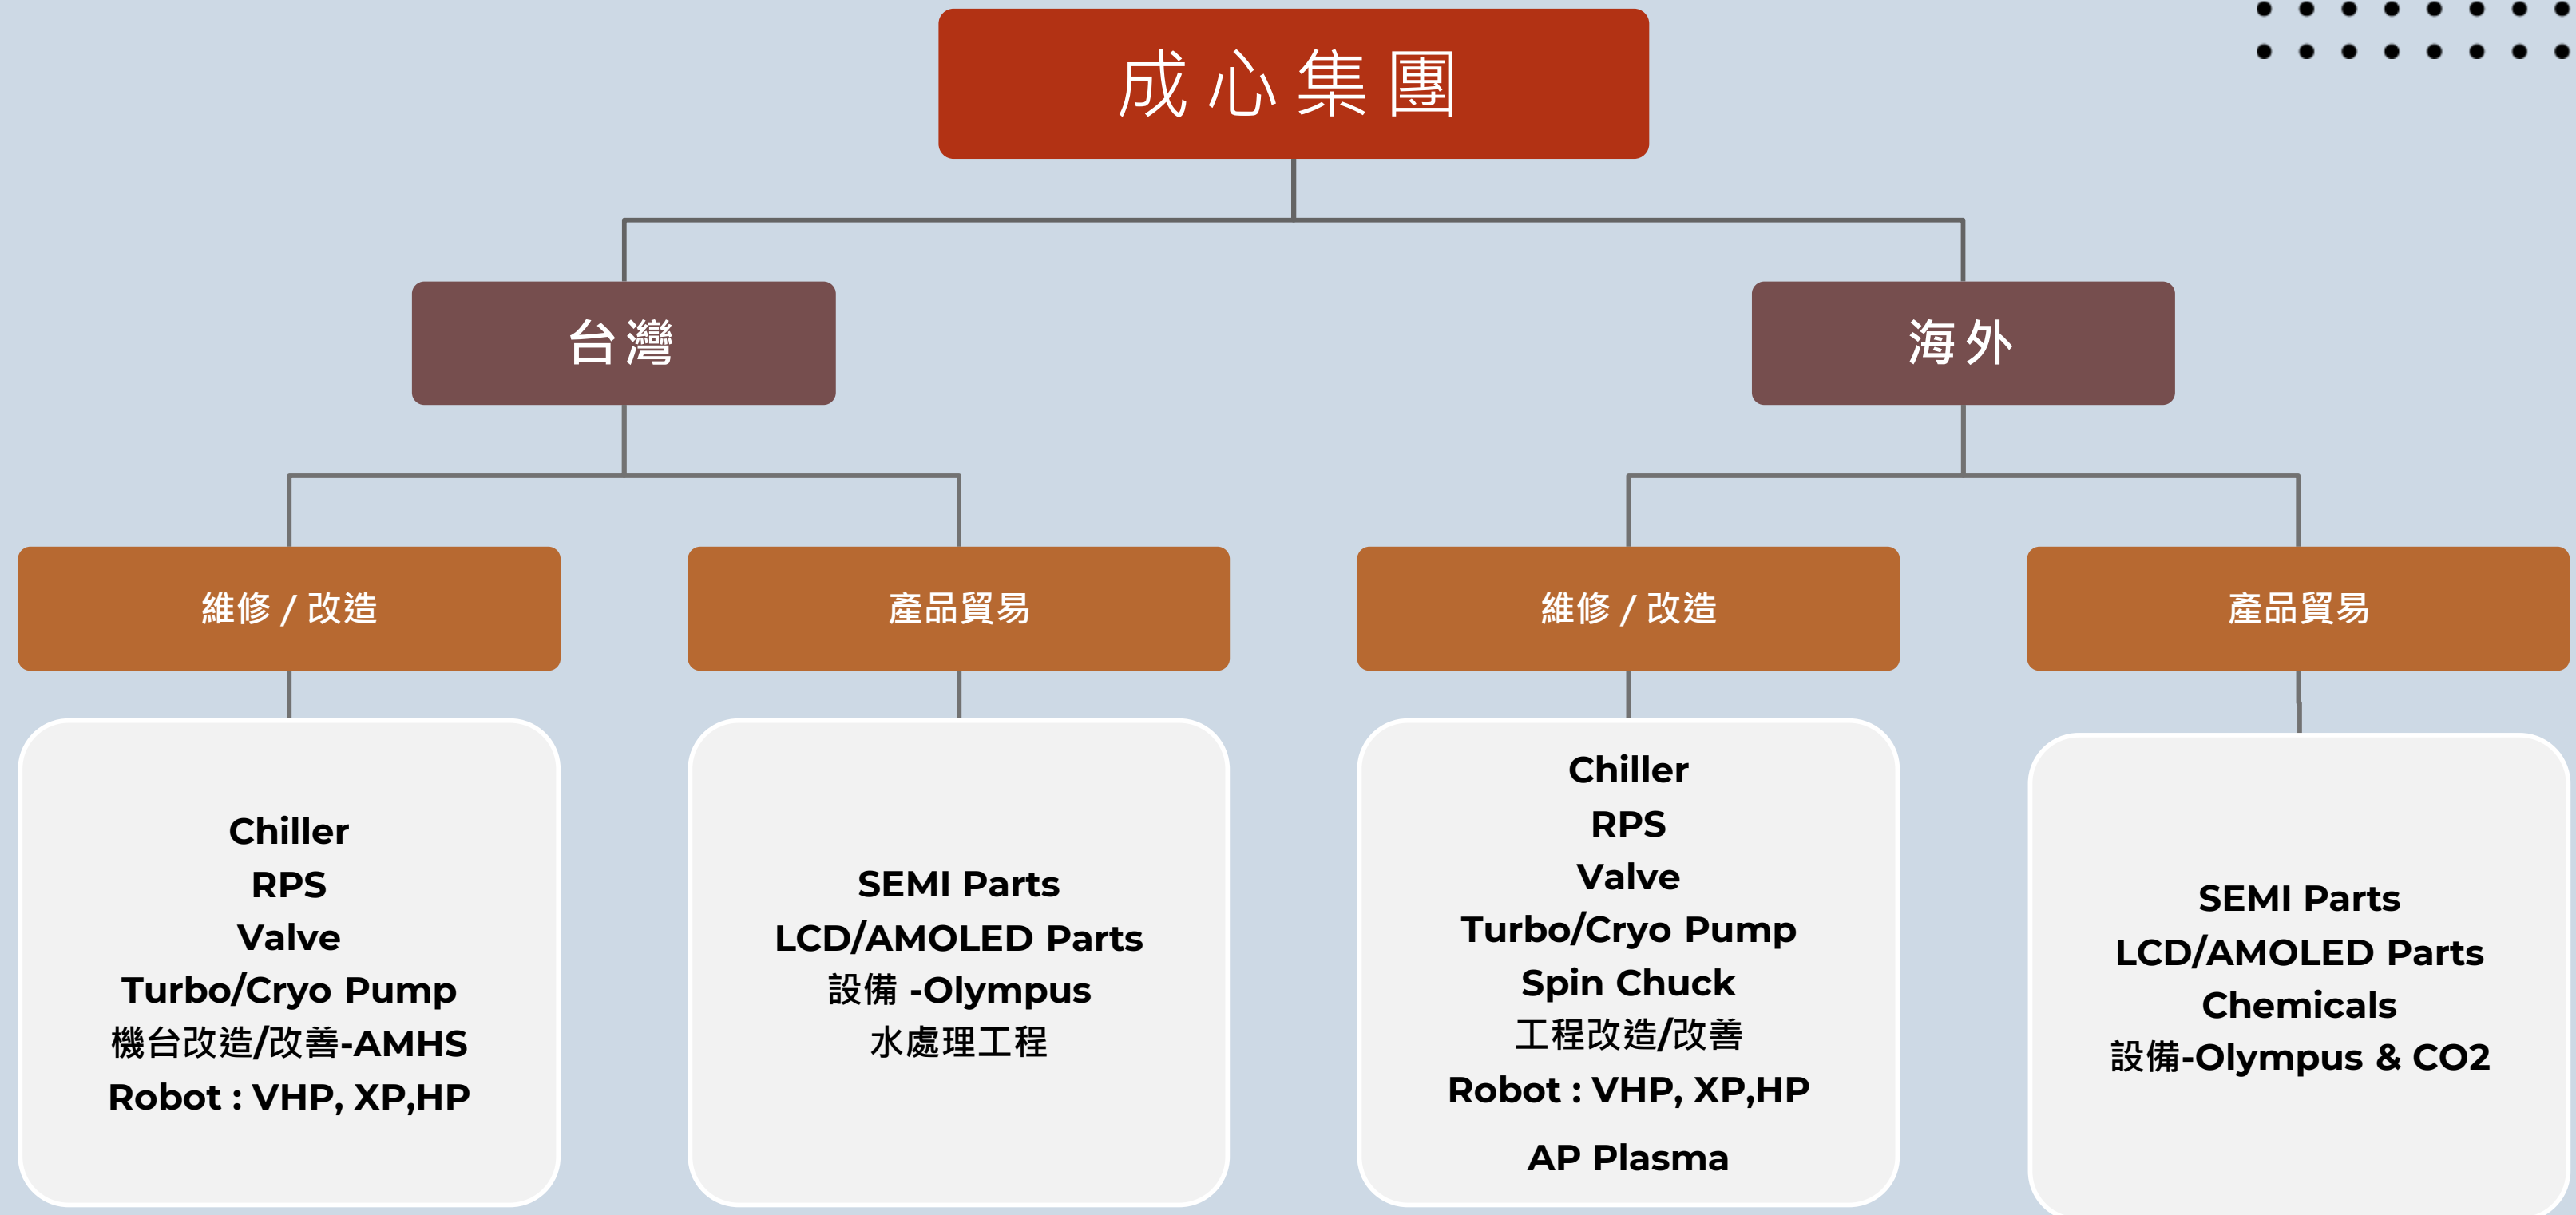 成心集團
台灣
海外
維修 / 改造
產品貿易
維修 / 改造
產品貿易
Chiller
RPS
Valve
Turbo/Cryo Pump
機台改造/改善-AMHS
Robot : VHP, XP,HP
SEMI Parts
LCD/AMOLED Parts
設備 -Olympus
水處理工程
Chiller
RPS
Valve
Turbo/Cryo Pump
Spin Chuck
工程改造/改善
Robot : VHP, XP,HP
AP Plasma
SEMI Parts
LCD/AMOLED Parts
Chemicals
設備-Olympus & CO2